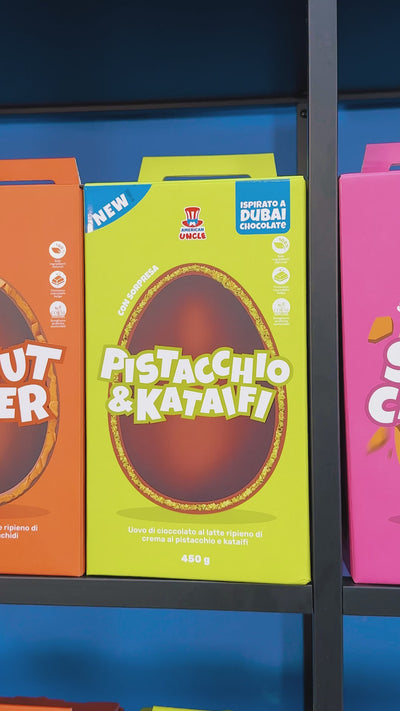 NEW
AMERICAN
UNCLE
ISPIRATO A
DUBAI
CHOCOLATE
CON SORPRESA
PISTACCHIO
& KATAIFI
Uovo di cioccolato al latte ripieno di
crema al pistacchio e kataifi
450 g
UT
ER
ripieno di
S
C